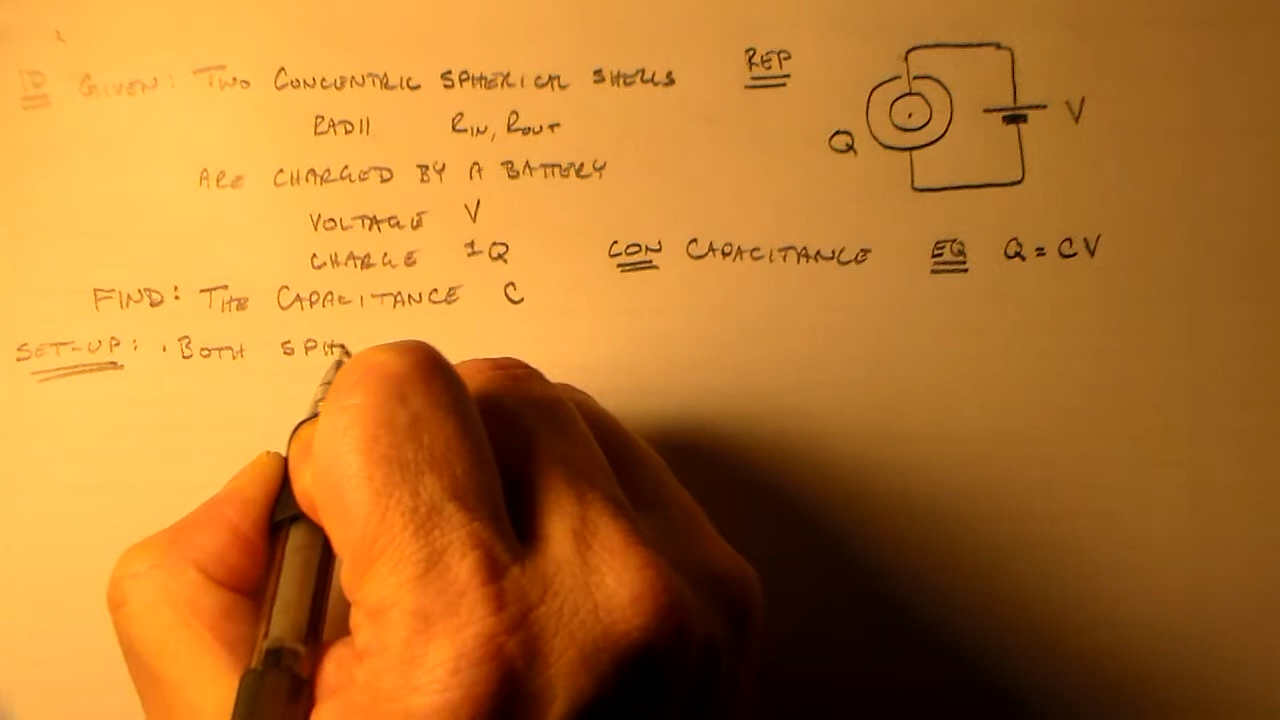 ID GIVEN: TWO CONCENTRIC SPHERICAL SHELLS
RADII RIN, ROUT
ARE CHARGED BY A BATTERY
VOLTAGE V
CHARGE ±Q
FIND: THE CAPACITANCE C
SET-UP: . BOTH SPH
REP
Q
V
CON CAPACITANCE EQ Q = CV